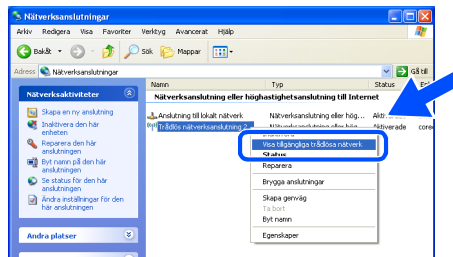 Nätverksanslutningar
Arkiv Redigera Visa Favoriter Verktyg Avancerat Hjälp
Bakåt Sök Mappar
Adress Nätverksanslutningar Gå till
Namn Typ Status
Nätverksaktiviteter
Skapa en ny anslutning
Inaktivera den här
enheten
Reparera den här
anslutningen
Byt namn på den här
anslutningen
Se status för den här
anslutningen
Ändra inställningar för den
här anslutningen
Andra platser
Nätverksanslutning eller höghastighetsanslutning till Internet
Anslutning till lokalt nätverk Nätverksanslutning eller hög...
Trådlös nätverksanslutning 2 Nätverksanslutning eller hög... Aktiverade
Visa tillgängliga trådlösa nätverk
Status
Reparera
Brygga anslutningar
Skapa genväg
Ta bort
Byt namn
Egenskaper